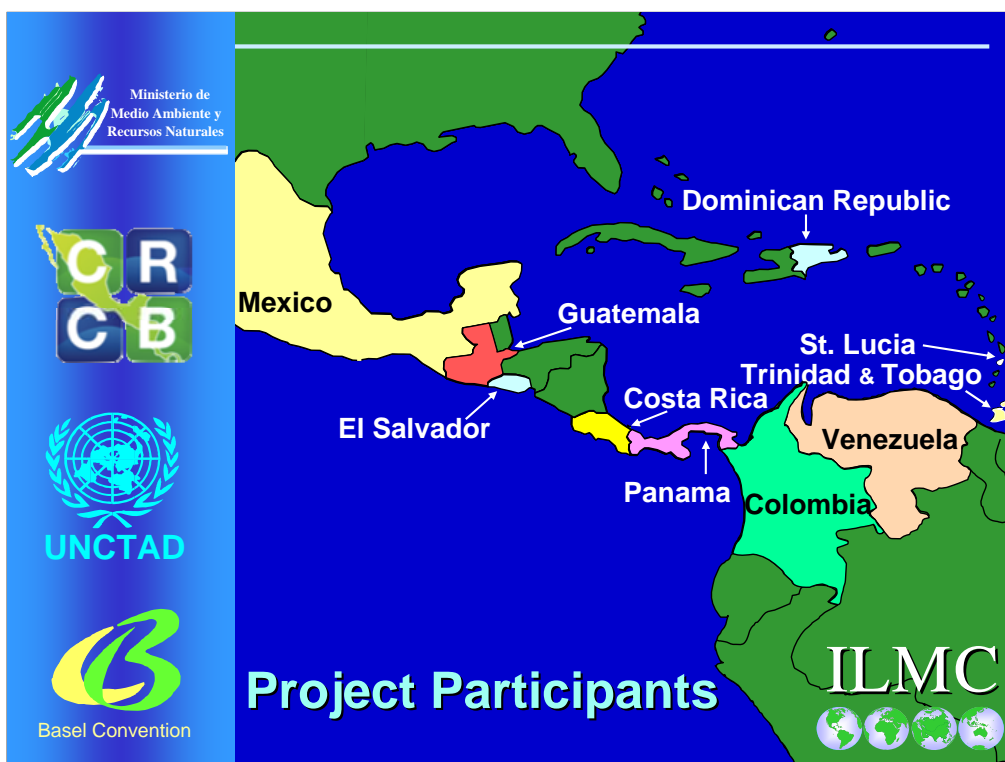 Ministerio de
Medio Ambiente y
Recursos Naturales
C R
C B
UNCTAD
Basel Convention
Dominican Republic
Mexico
Guatemala
St. Lucia
Trinidad & Tobago
Costa Rica
El Salvador
Venezuela
Panama
Colombia
Project Participants
ILMC